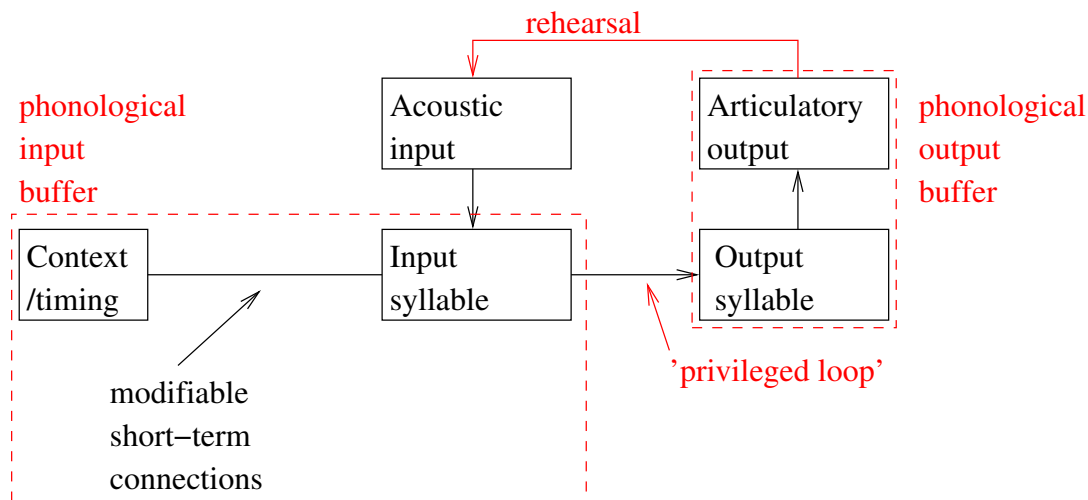 rehearsal
phonological
input
buffer
Acoustic
input
Articulatory
output
phonological
output
buffer
Context
/timing
Input
syllable
Output
syllable
'privileged loop'
modifiable
short−term
connections